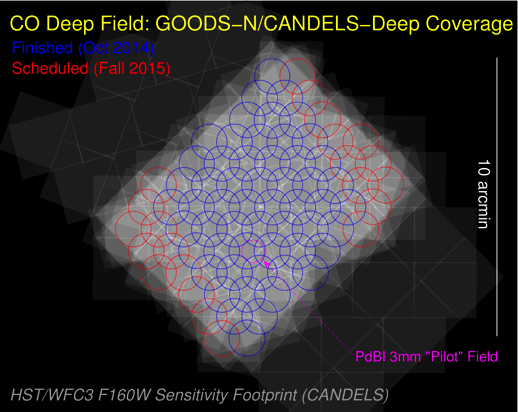 CO Deep Field: GOODS−N/CANDELS−Deep Coverage
Finished (Oct 2014)
Scheduled (Fall 2015)
10 arcmin
PdBI 3mm "Pilot" Field
HST/WFC3 F160W Sensitivity Footprint (CANDELS)